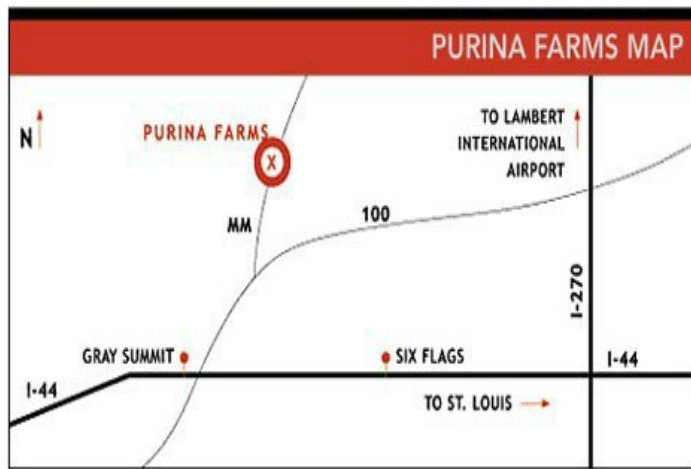 PURINA FARMS MAP
N
PURINA FARMS
X
TO LAMBERT
INTERNATIONAL
AIRPORT
100
MM
I-270
GRAY SUMMIT
SIX FLAGS
I-44
I-44
TO ST. LOUIS